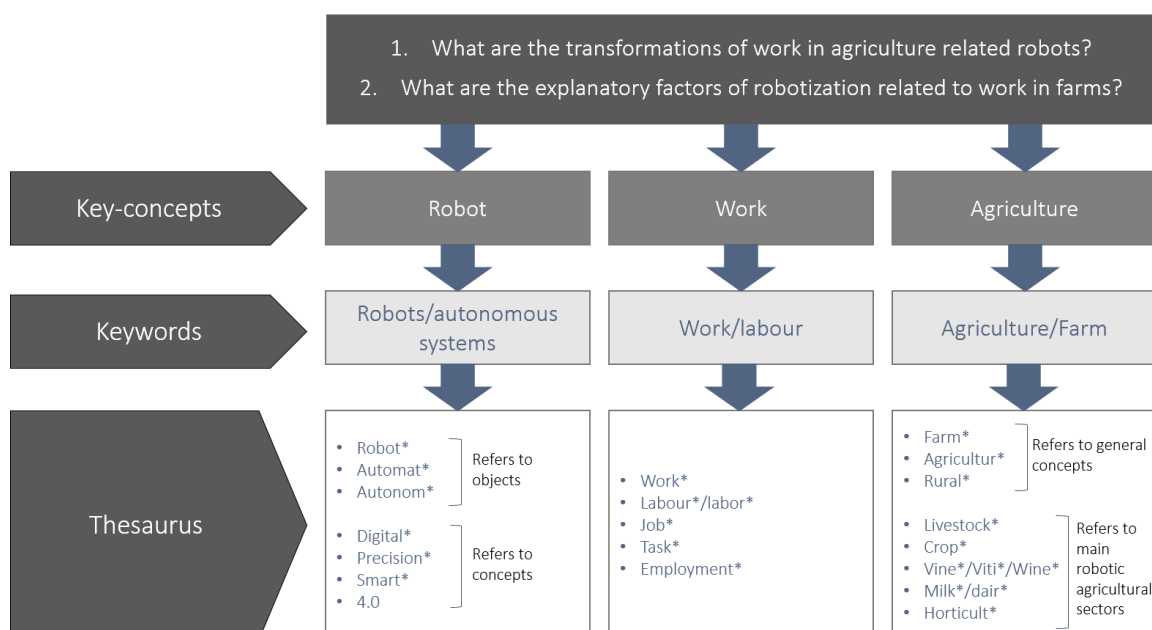 1. What are the transformations of work in agriculture related robots?
2. What are the explanatory factors of robotization related to work in farms?
Key-concepts
Robot
Work
Agriculture
Keywords
Robots/autonomous
systems
Work/labour
Agriculture/Farm
Thesaurus
• Robot*
• Automat*
• Autonom*
Refers to
objects
• Digital*
• Precision*
• Smart*
• 4.0
Refers to
concepts
• Work*
• Labour*/labor*
• Job*
• Task*
• Employment*
• Farm*
• Agricultur*
• Rural*
Refers to general
concepts
• Livestock*
• Crop*
• Vine*/Viti*/Wine*
• Milk*/dair*
• Horticult*
Refers to
main
robotic
agricultural
sectors